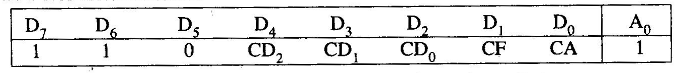 D₇ D₆ D₅ D₄ D₃ D₂ D₁ D₀ A₀
1 1 0 CD₂ CD₁ CD₀ CF CA 1